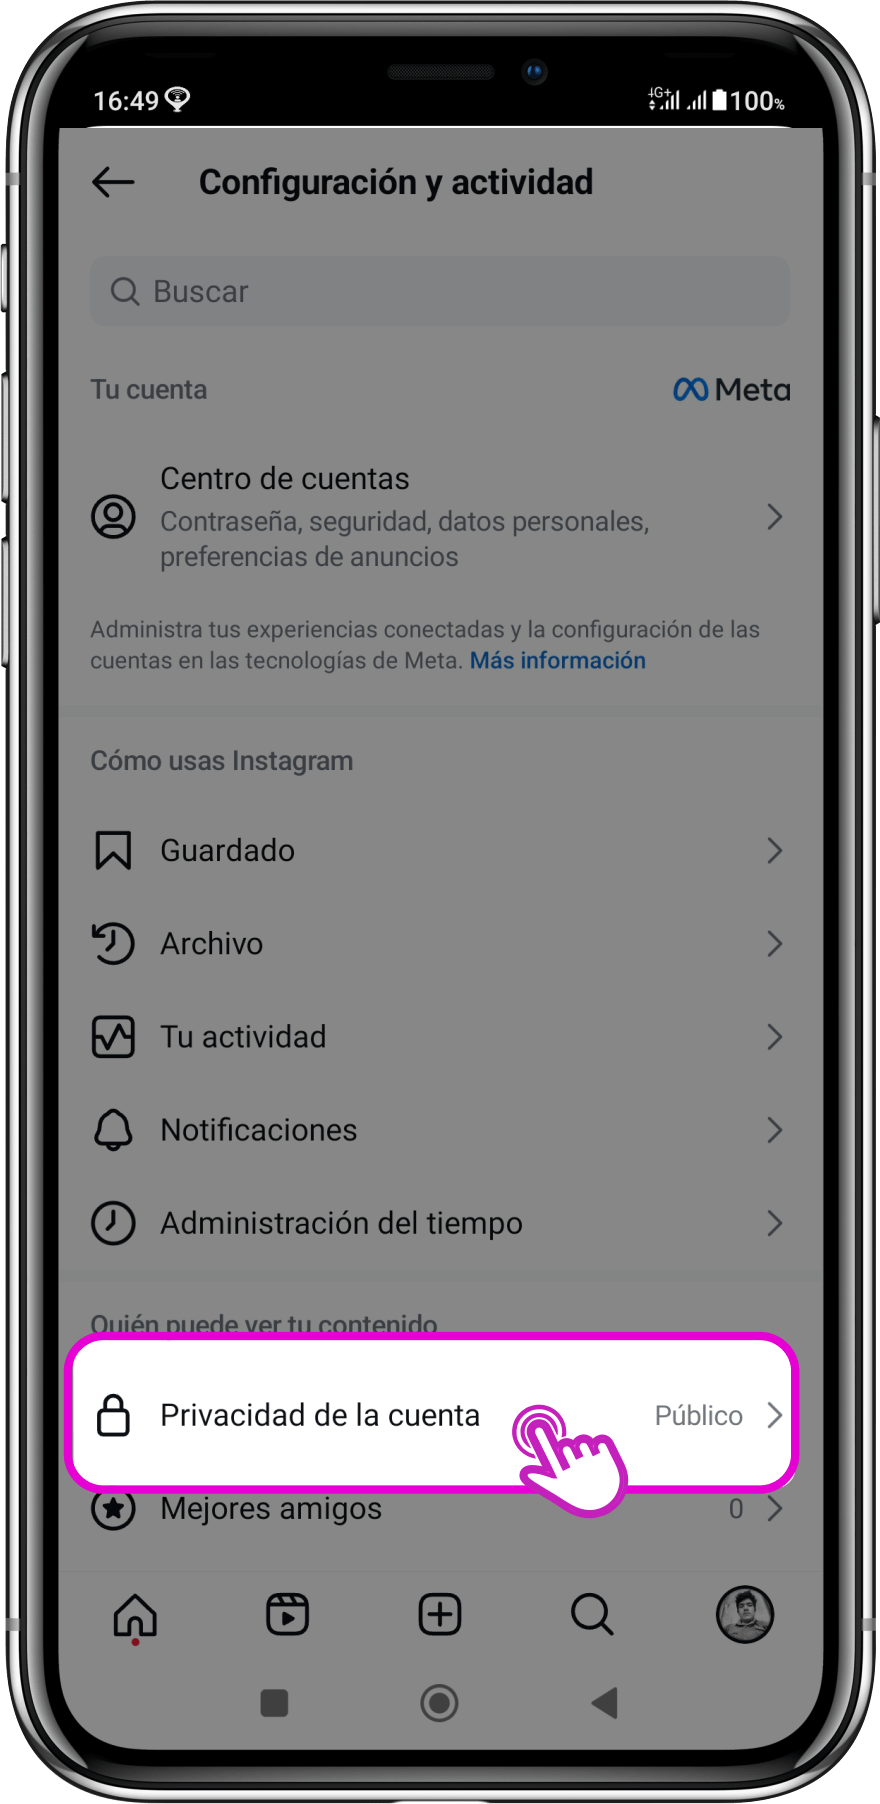 16:49
4G+
100%
Configuración y actividad
Buscar
Tu cuenta
Meta
Centro de cuentas
Contraseña, seguridad, datos personales,
preferencias de anuncios
Administra tus experiencias conectadas y la configuración de las
cuentas en las tecnologías de Meta. Más información
Cómo usas Instagram
Guardado
Archivo
Tu actividad
Notificaciones
Administración del tiempo
Quién puede ver tu contenido
Privacidad de la cuenta
Público
Mejores amigos
0